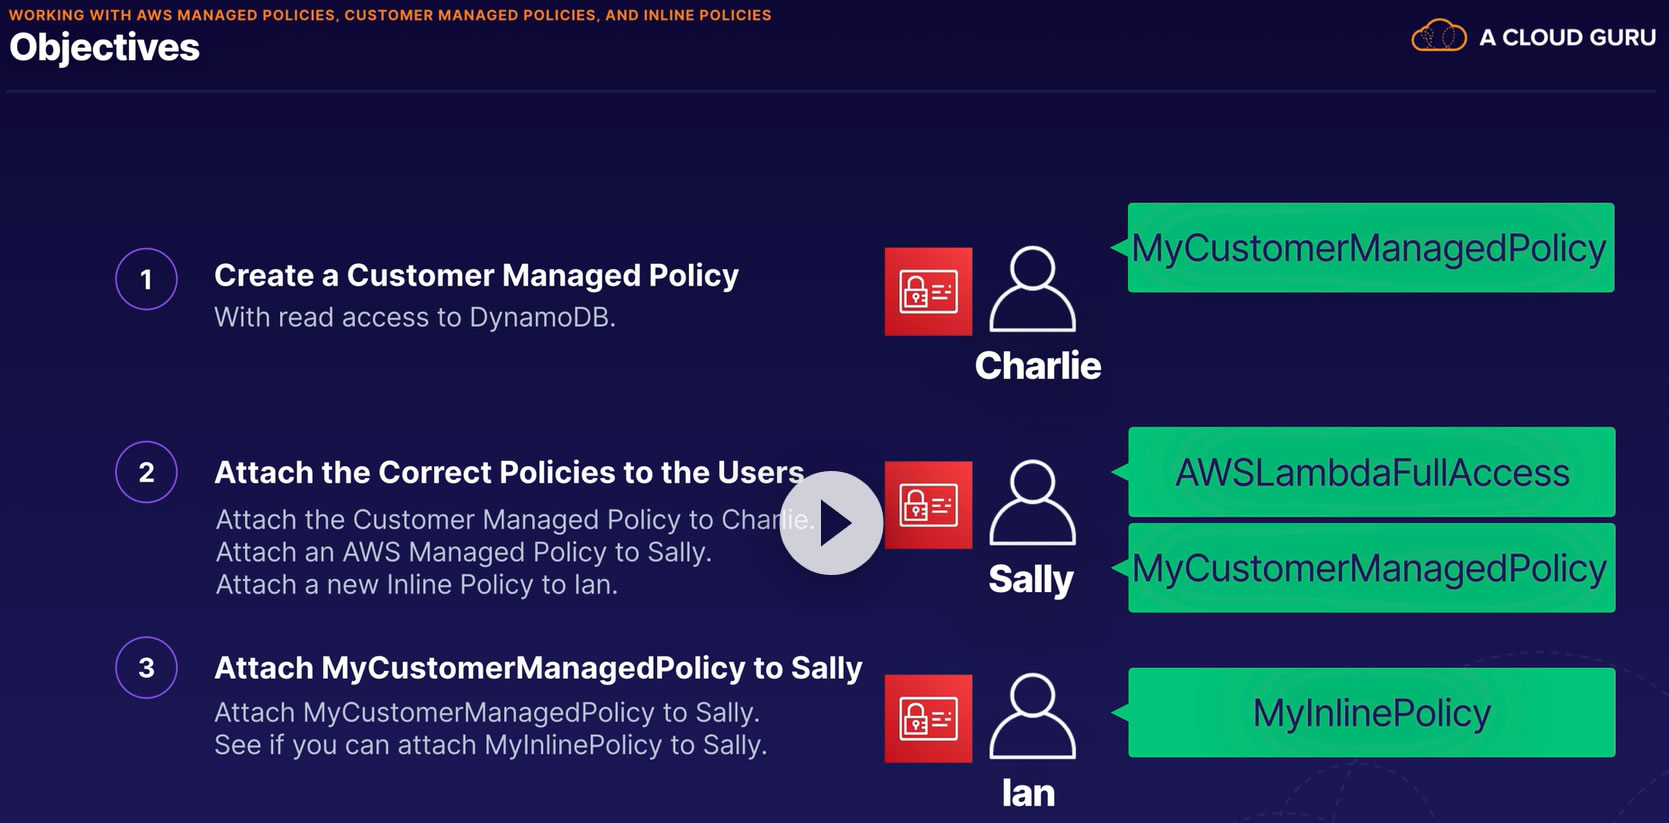 WORKING WITH AWS MANAGED POLICIES, CUSTOMER MANAGED POLICIES, AND INLINE POLICIES
Objectives
A CLOUD GURU
1
Create a Customer Managed Policy
With read access to DynamoDB.
Charlie
MyCustomerManagedPolicy
2
Attach the Correct Policies to the Users
Attach the Customer Managed Policy to Charlie.
Attach an AWS Managed Policy to Sally.
Attach a new Inline Policy to Ian.
Sally
AWSLambdaFullAccess
MyCustomerManagedPolicy
3
Attach MyCustomerManagedPolicy to Sally
Attach MyCustomerManagedPolicy to Sally.
See if you can attach MyInlinePolicy to Sally.
Ian
MyInlinePolicy